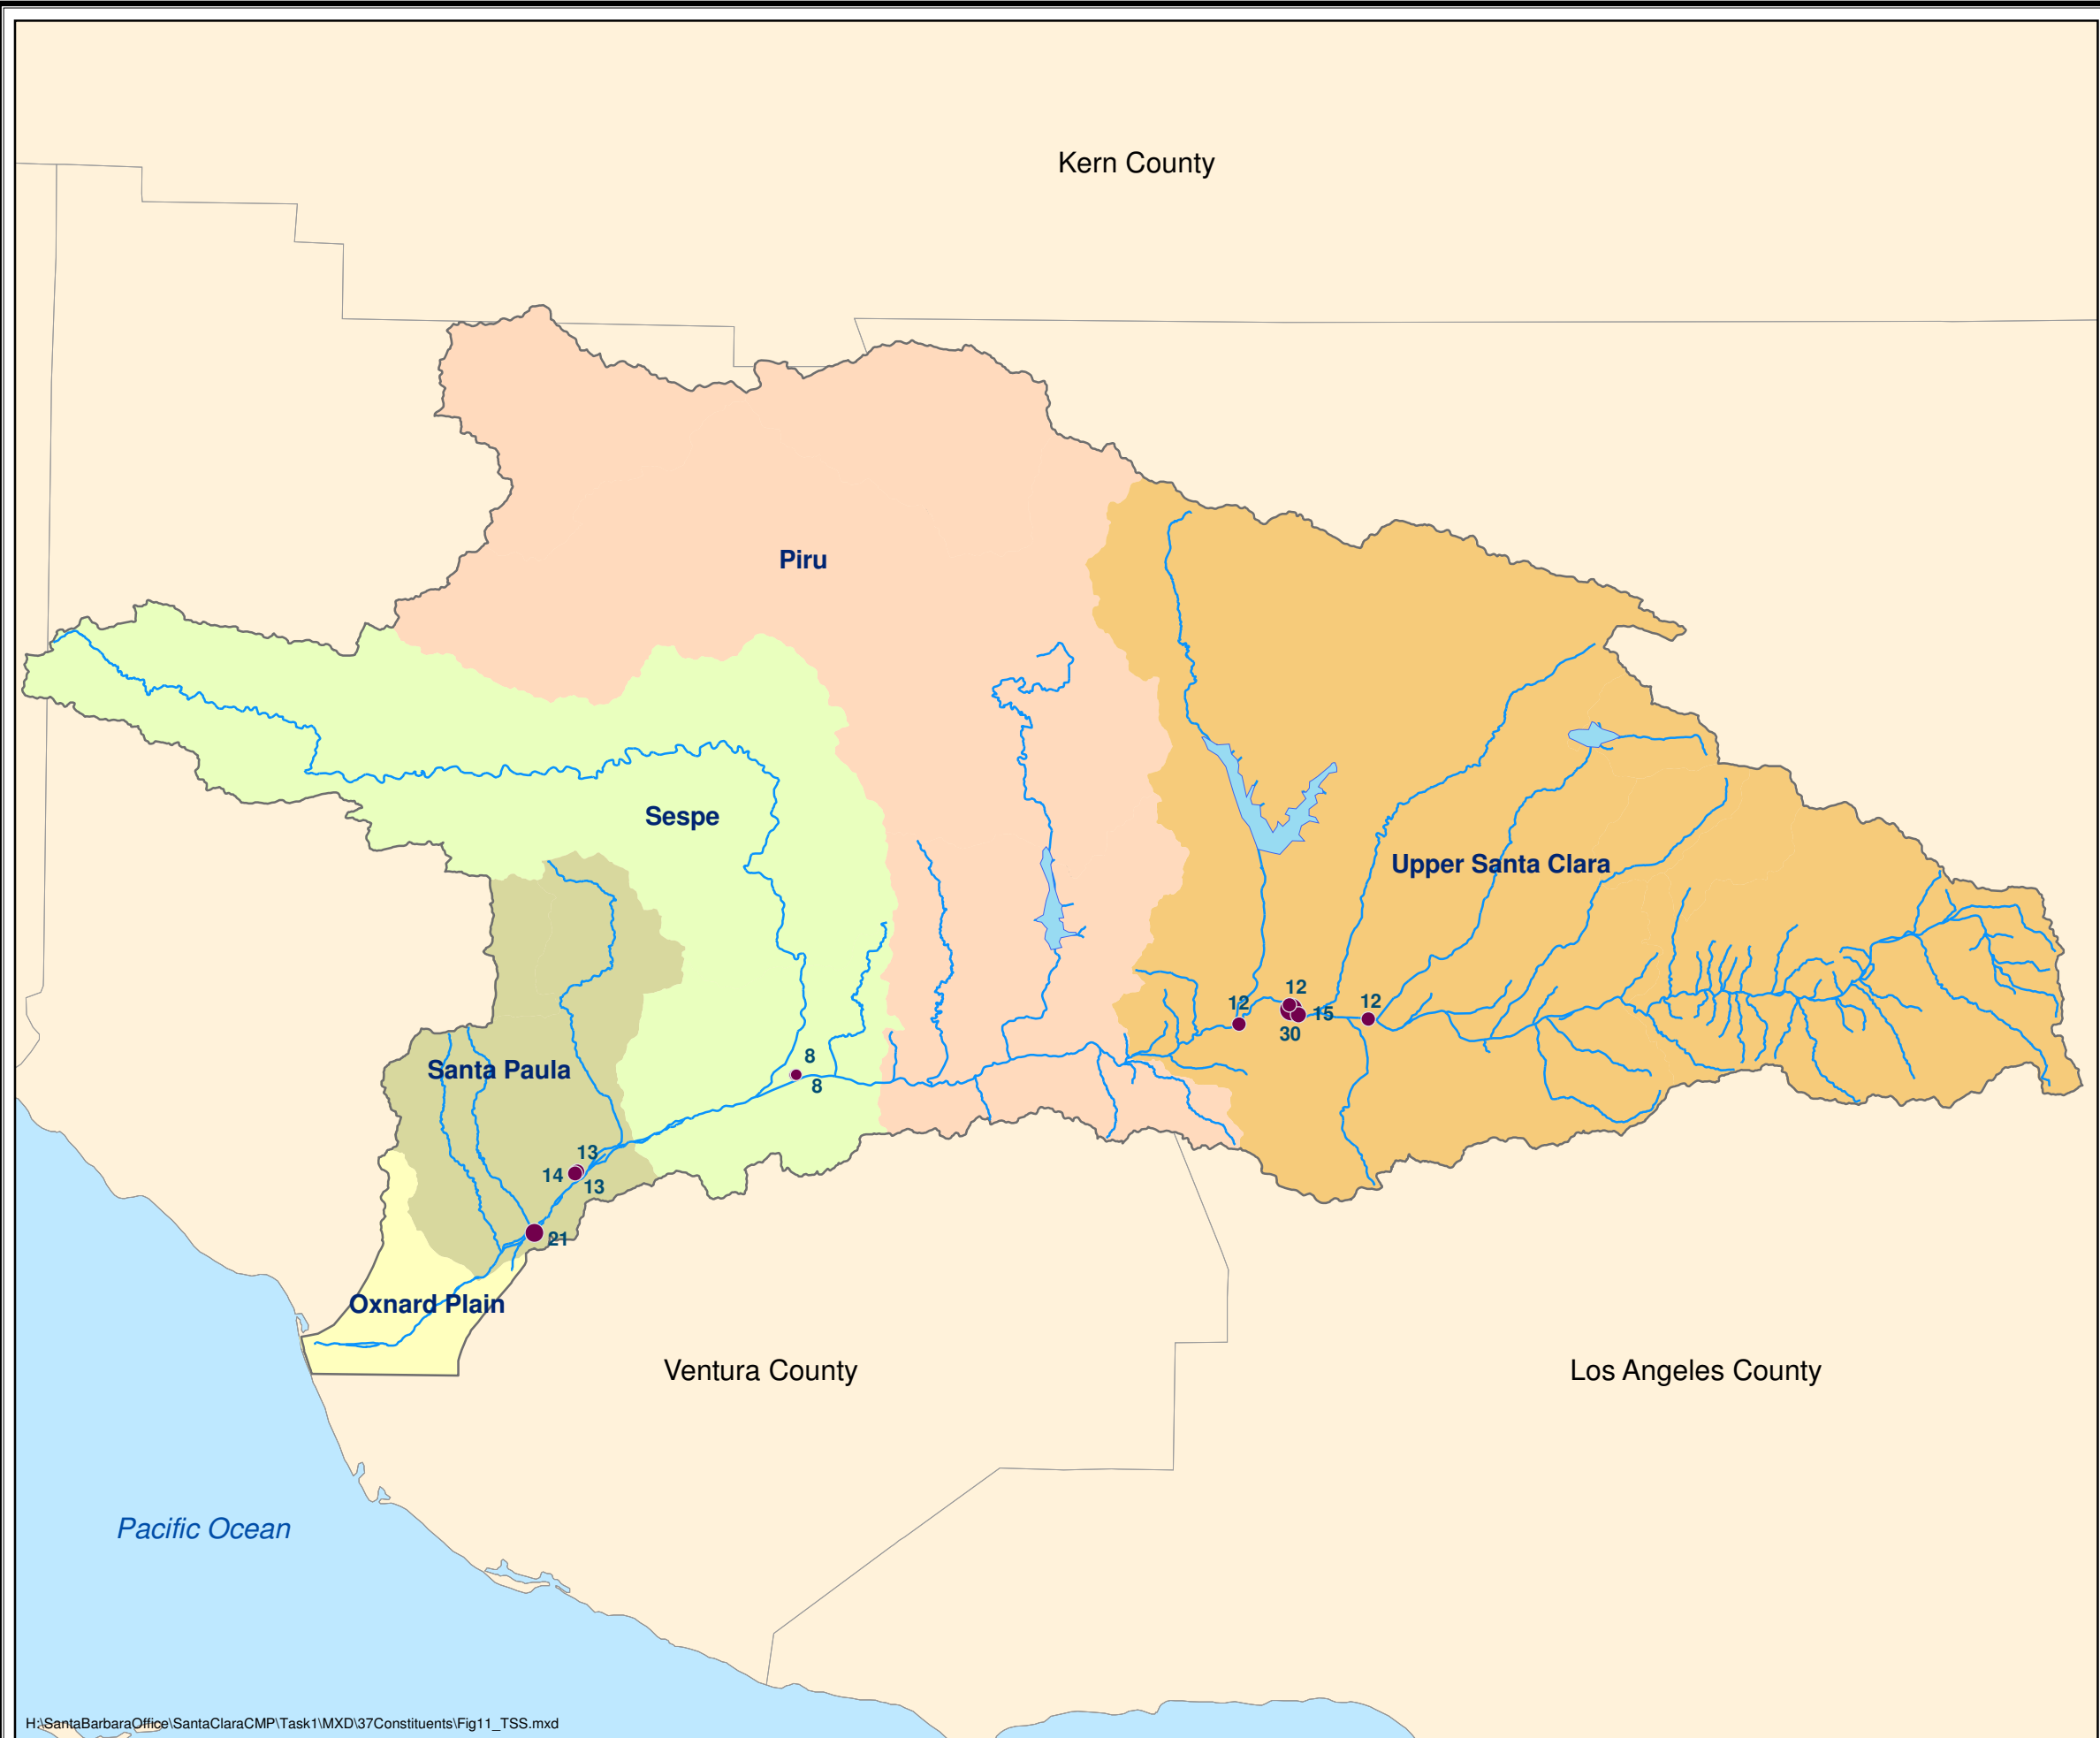 Kern County
Piru
Sespe
Upper Santa Clara
12
12
15
12
30
8
8
Santa Paula
13
14
13
21
Oxnard Plain
Ventura County
Los Angeles County
Pacific Ocean
H:\SantaBarbaraOffice\SantaClaraCMP\Task1\MXD\37Constituents\Fig11_TSS.mxd